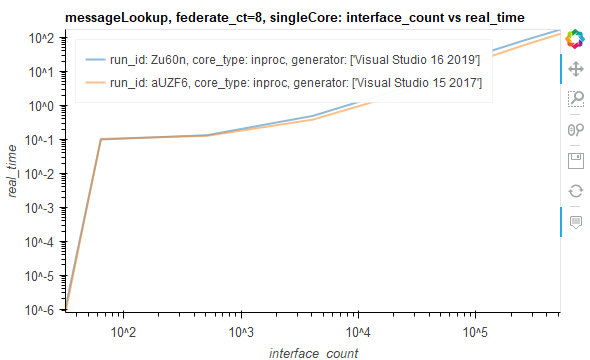 messageLookup, federate_ct=8, singleCore: interface_count vs real_time
run_id: Zu60n, core_type: inproc, generator: ['Visual Studio 16 2019']
run_id: aUZF6, core_type: inproc, generator: ['Visual Studio 15 2017']
10^2
10^1
10^0
10^-1
10^-2
10^-3
10^-4
10^-5
10^-6
real_time
10^2 10^3 10^4 10^5
interface_count